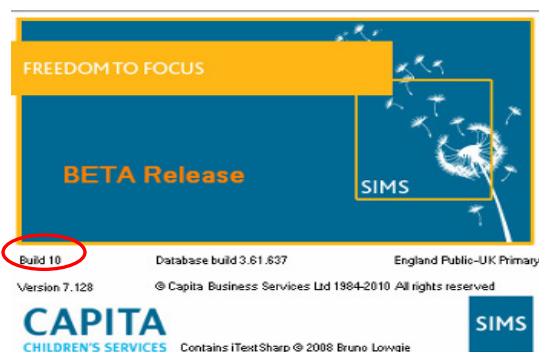 FREEDOM TO FOCUS
BETA Release
SIMS
Build 10 Database build 3.61.637 England Public-UK Primary
Version 7.128 © Capita Business Services Ltd 1984-2010 All rights reserved
CAPITA
CHILDREN'S SERVICES Contains iTextSharp © 2008 Bruno Lowagie
SIMS